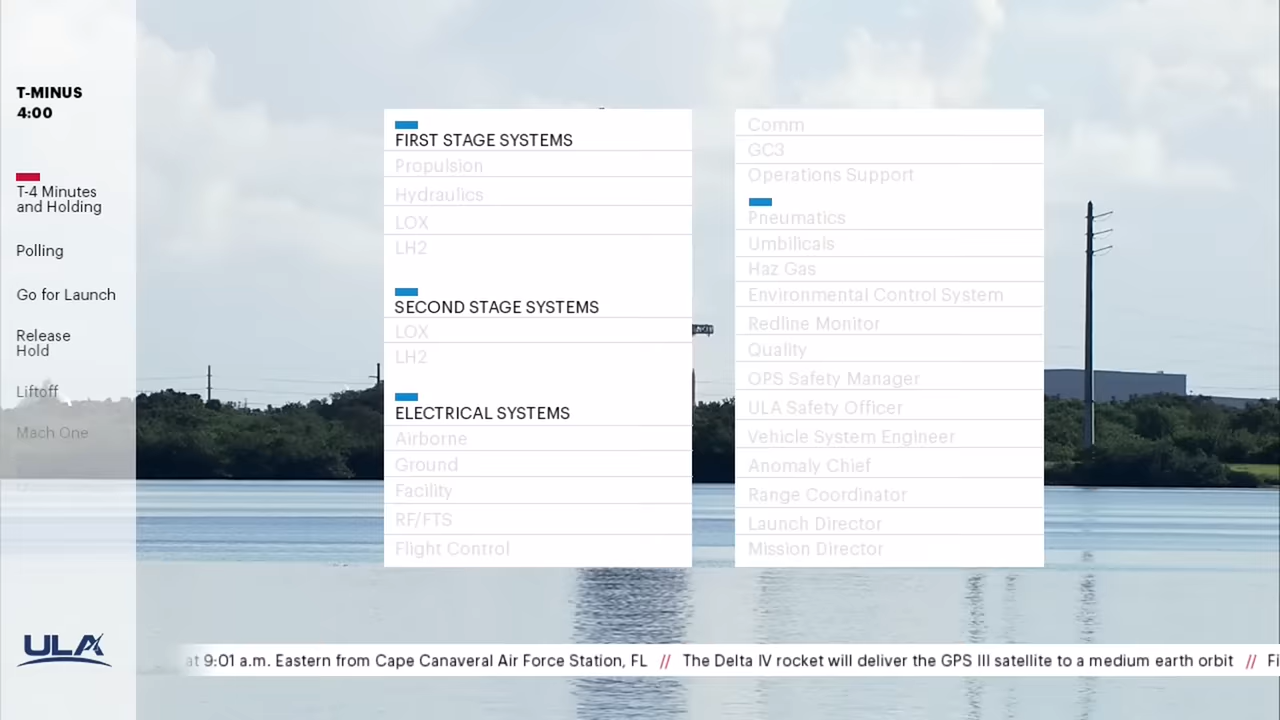 T-MINUS
4:00
T-4 Minutes
and Holding
Polling
Go for Launch
Release
Hold
Liftoff
Mach One
ULA
FIRST STAGE SYSTEMS
Propulsion
Hydraulics
LOX
LH2
SECOND STAGE SYSTEMS
LOX
LH2
ELECTRICAL SYSTEMS
Airborne
Ground
Facility
RF/FTS
Flight Control
Comm
GC3
Operations Support
Pneumatics
Umbilicals
Haz Gas
Environmental Control System
Redline Monitor
Quality
OPS Safety Manager
ULA Safety Officer
Vehicle System Engineer
Anomaly Chief
Range Coordinator
Launch Director
Mission Director
at 9:01 a.m. Eastern from Cape Canaveral Air Force Station, FL // The Delta IV rocket will deliver the GPS III satellite to a medium earth orbit // Fi